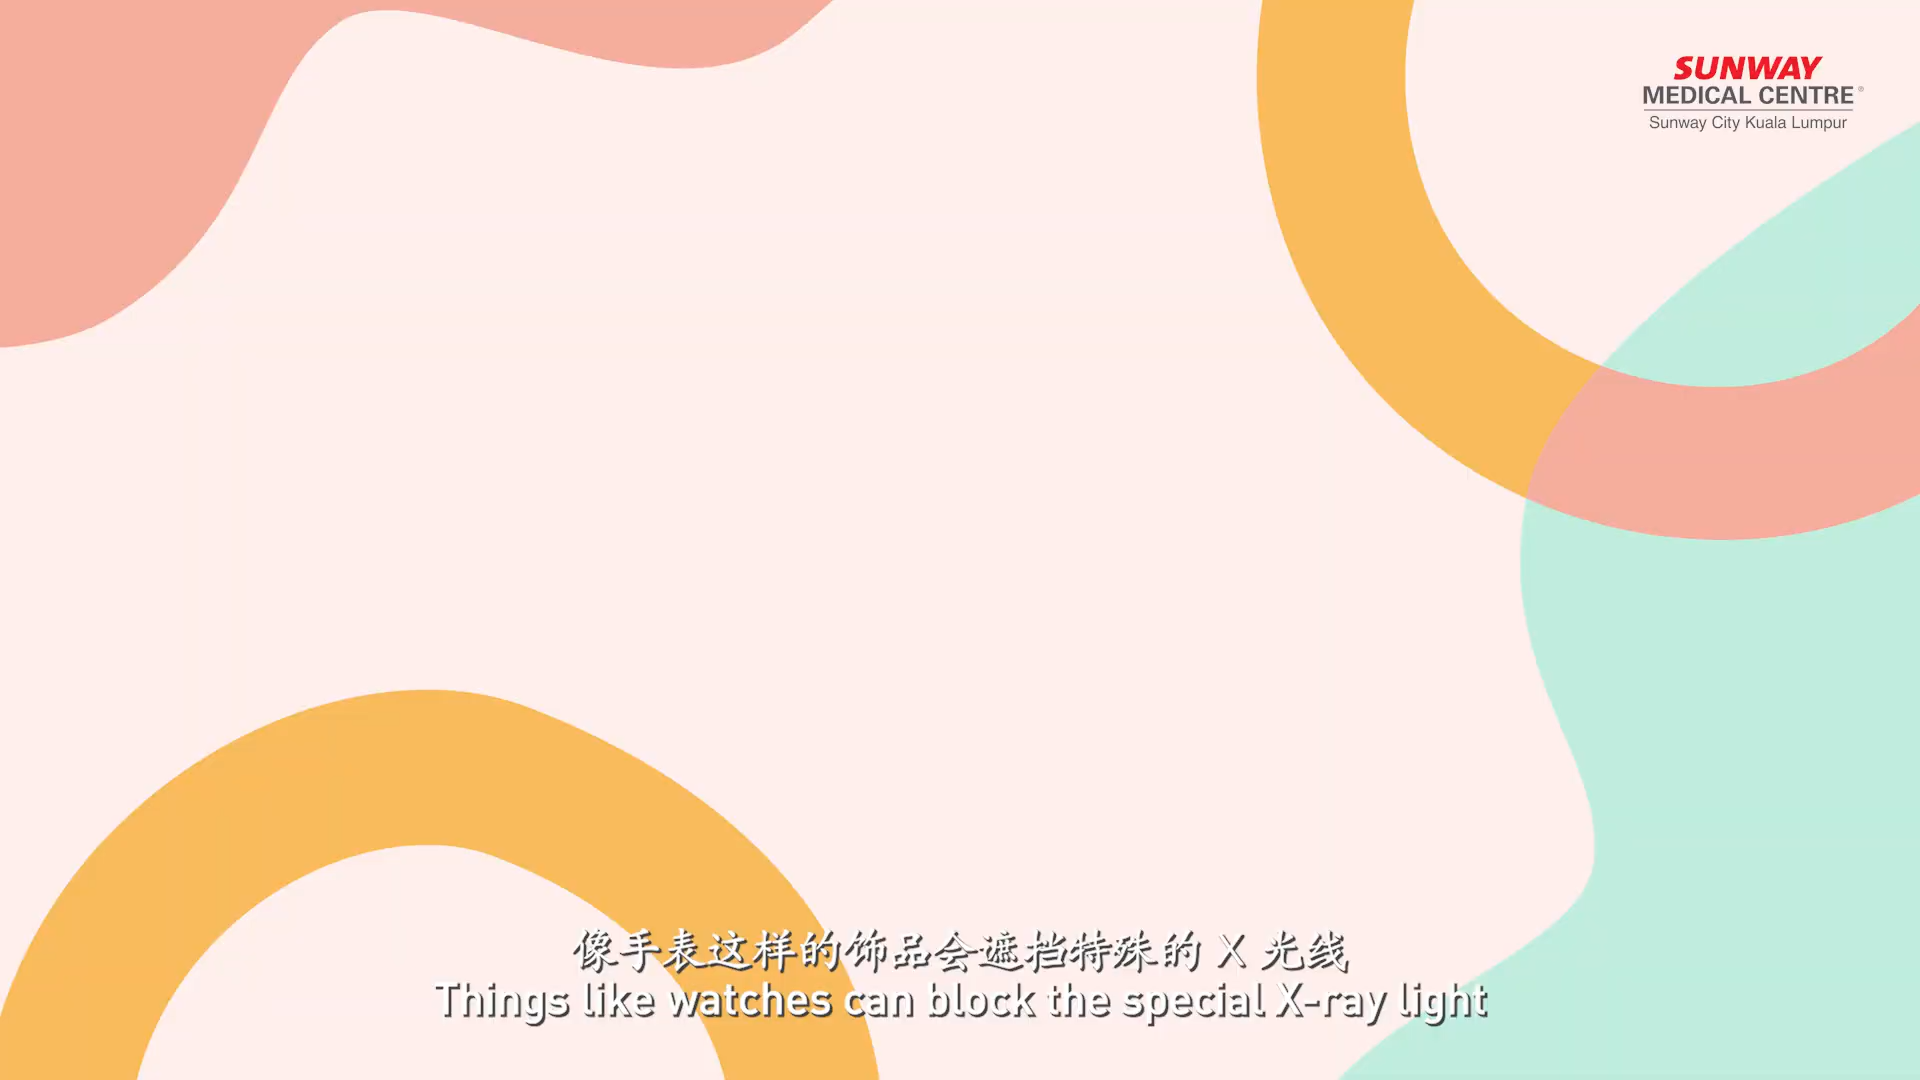 SUNWAY
MEDICAL CENTRE®
Sunway City Kuala Lumpur
像手表这样的饰品会遮挡特殊的 X 光线
Things like watches can block the special X-ray light